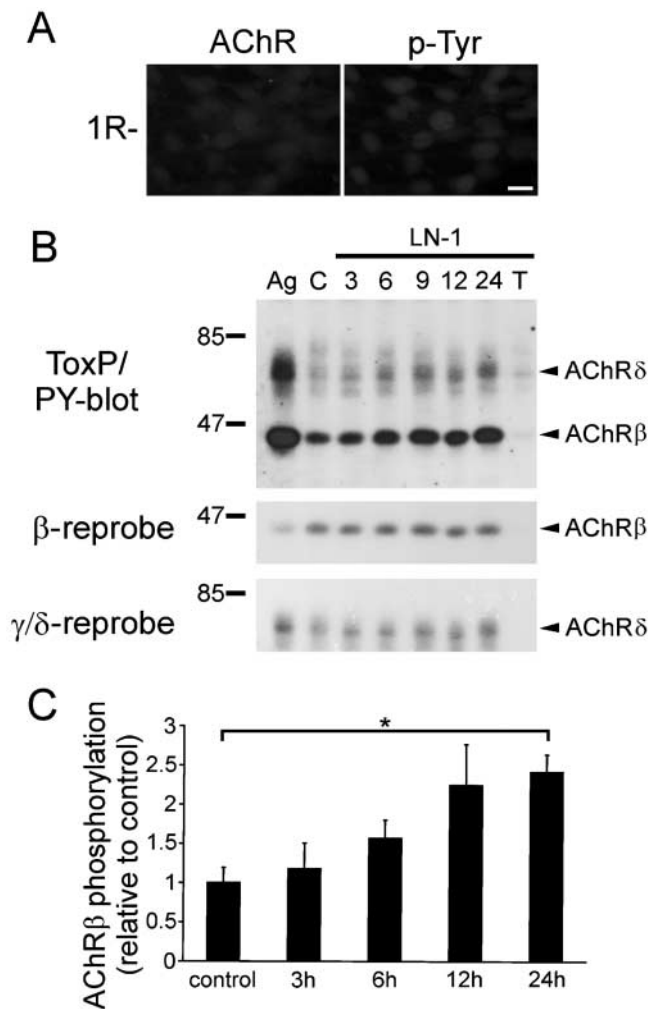 A
AChR p-Tyr
1R-
B
LN-1
Ag C 3 6 9 12 24 T
85
ToxP/
PY-blot
AChRδ
47
AChRβ
47
β-reprobe
AChRβ
85
γ/δ-reprobe
AChRδ
C
AChRβ phosphorylation
(relative to control)
3
2.5
2
1.5
1
0.5
0
*
control 3h 6h 12h 24h